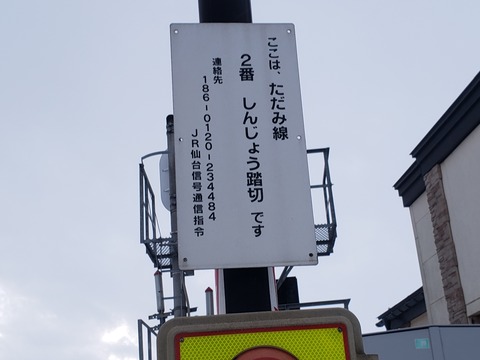 ここは、ただみ線
2番 しんじょう踏切 です
連絡先
186-0120-234484
JR仙台信号通信指令